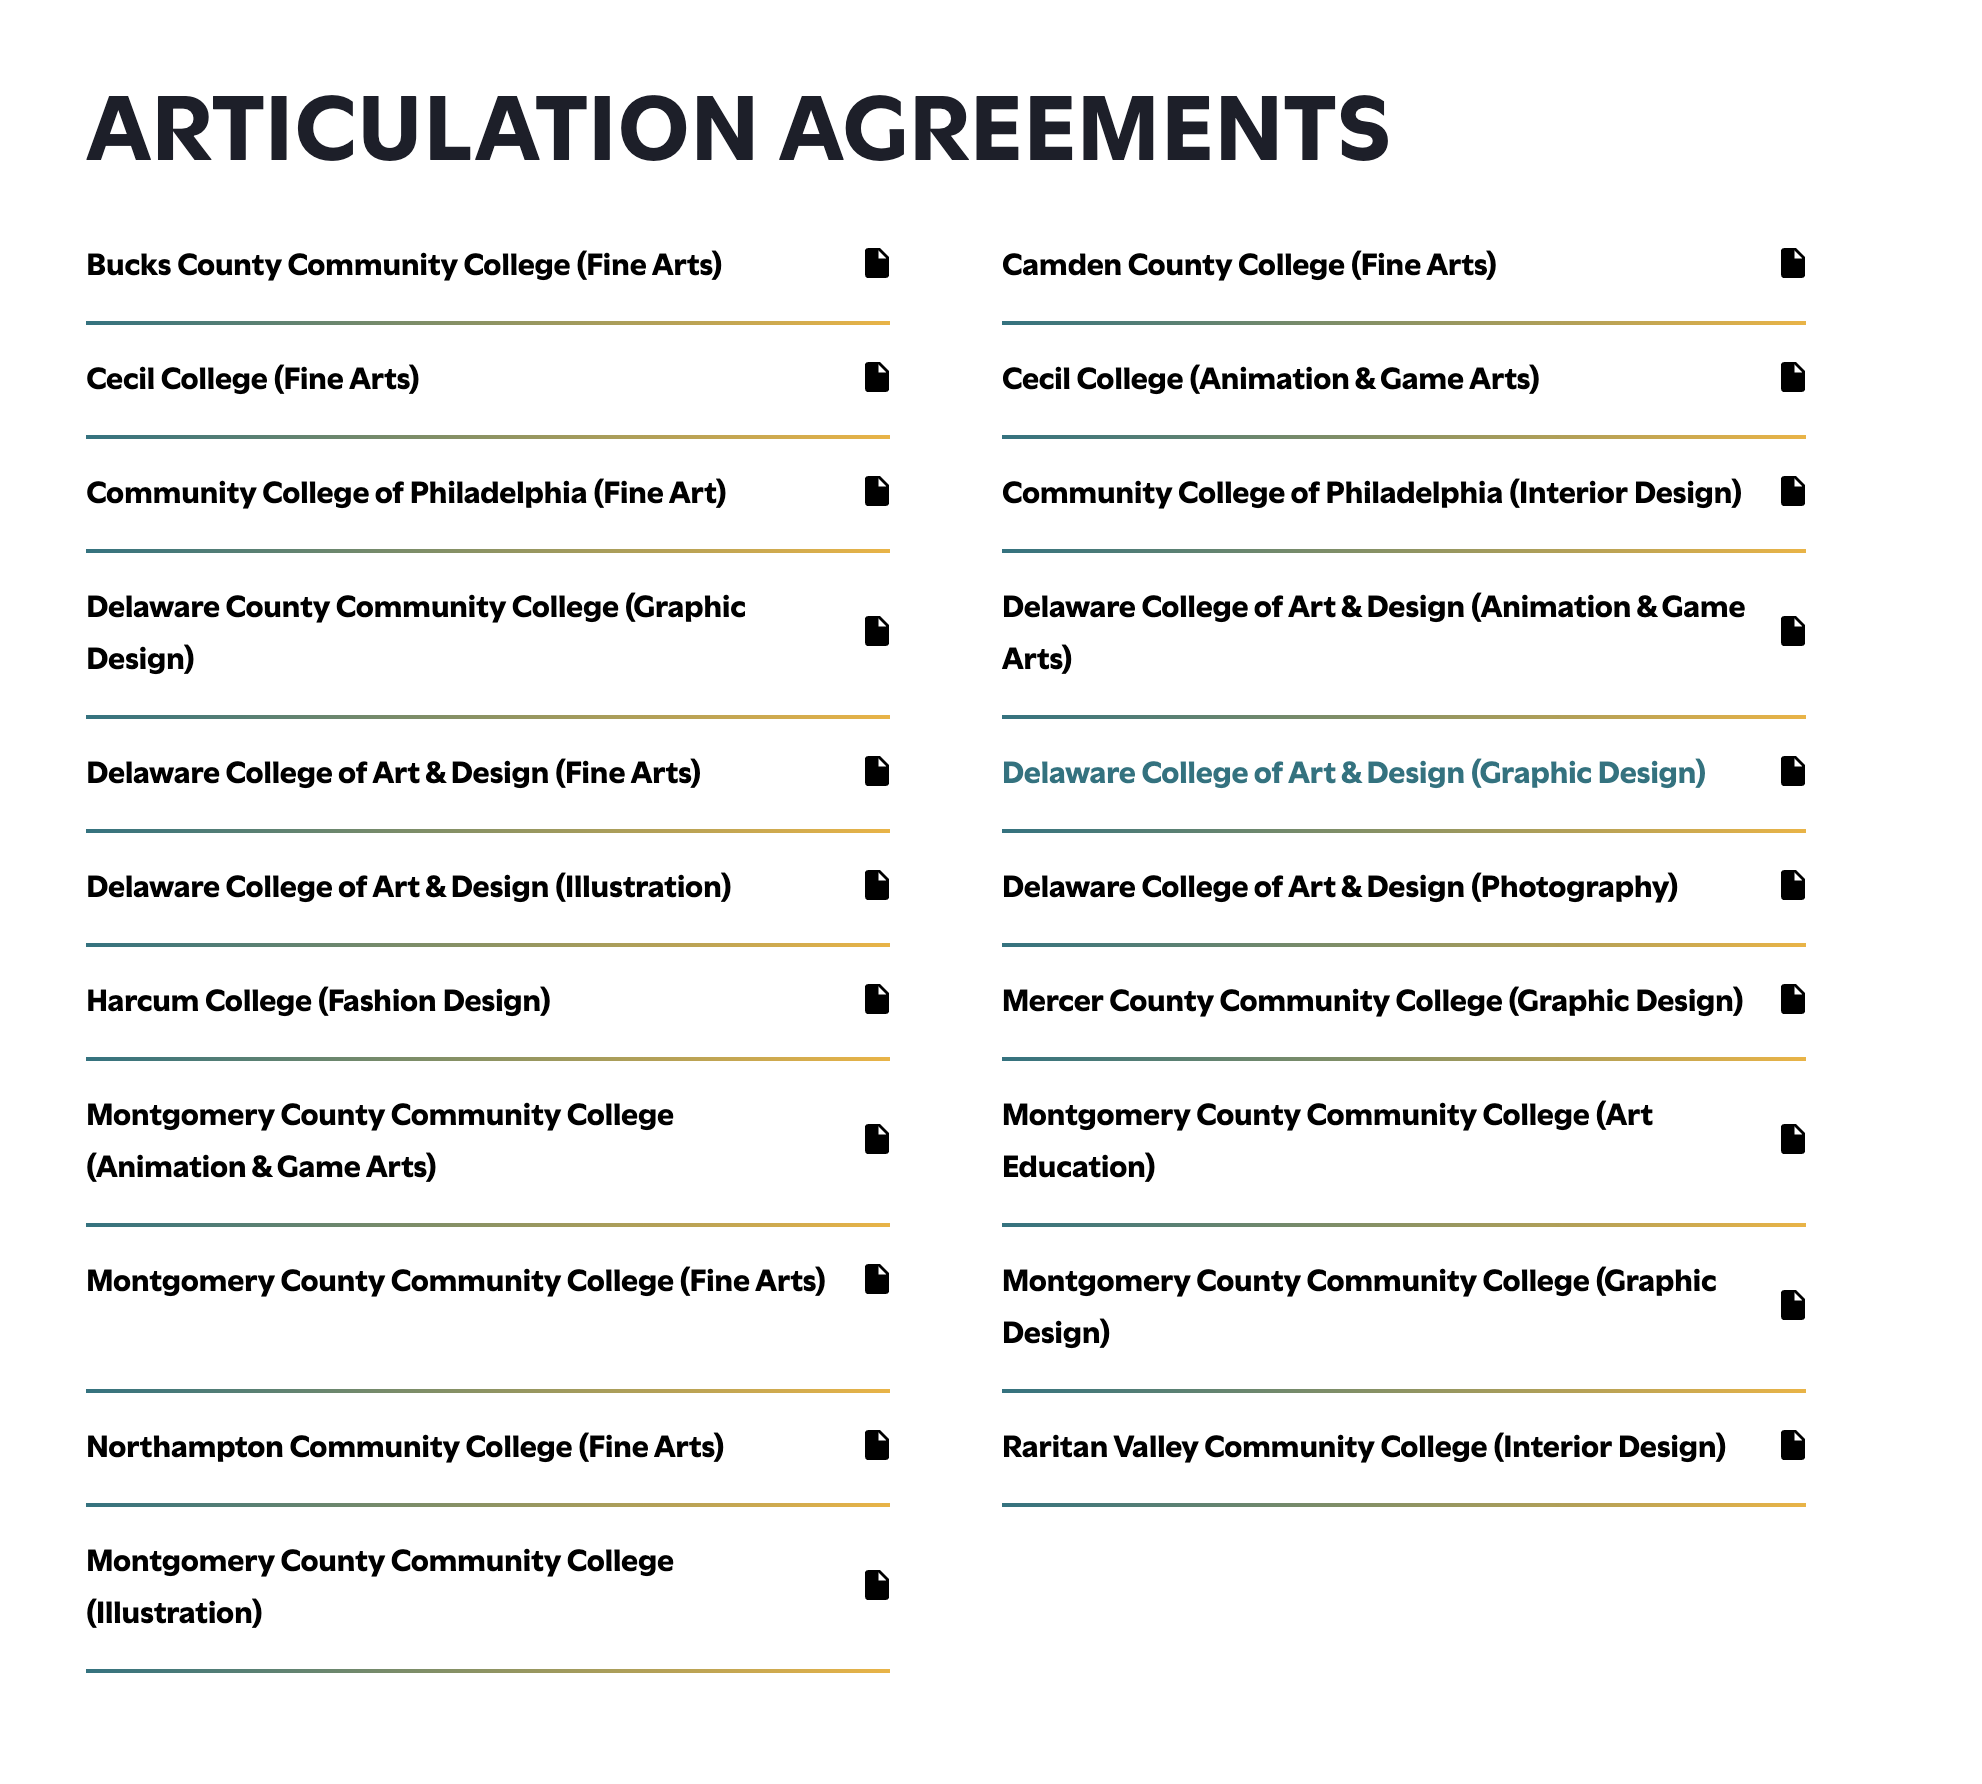 ARTICULATION AGREEMENTS
Bucks County Community College (Fine Arts)
Camden County College (Fine Arts)
Cecil College (Fine Arts)
Cecil College (Animation & Game Arts)
Community College of Philadelphia (Fine Art)
Community College of Philadelphia (Interior Design)
Delaware County Community College (Graphic
Design)
Delaware College of Art & Design (Animation & Game
Arts)
Delaware College of Art & Design (Fine Arts)
Delaware College of Art & Design (Graphic Design)
Delaware College of Art & Design (Illustration)
Delaware College of Art & Design (Photography)
Harcum College (Fashion Design)
Mercer County Community College (Graphic Design)
Montgomery County Community College
(Animation & Game Arts)
Montgomery County Community College (Art
Education)
Montgomery County Community College (Fine Arts)
Montgomery County Community College (Graphic
Design)
Northampton Community College (Fine Arts)
Raritan Valley Community College (Interior Design)
Montgomery County Community College
(Illustration)